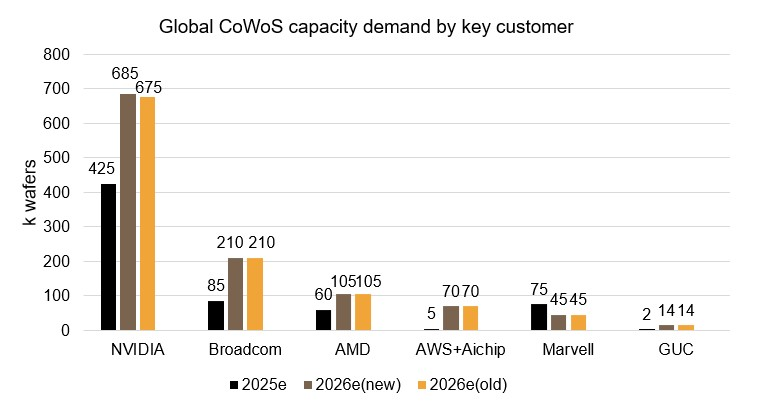 Global CoWoS capacity demand by key customer
k wafers
800
700
600
500
400
300
200
100
0
425
685
675
85
210
210
60
105
105
5
70
70
75
45
45
2
14
14
NVIDIA
Broadcom
AMD
AWS+Aichip
Marvell
GUC
2025e
2026e(new)
2026e(old)